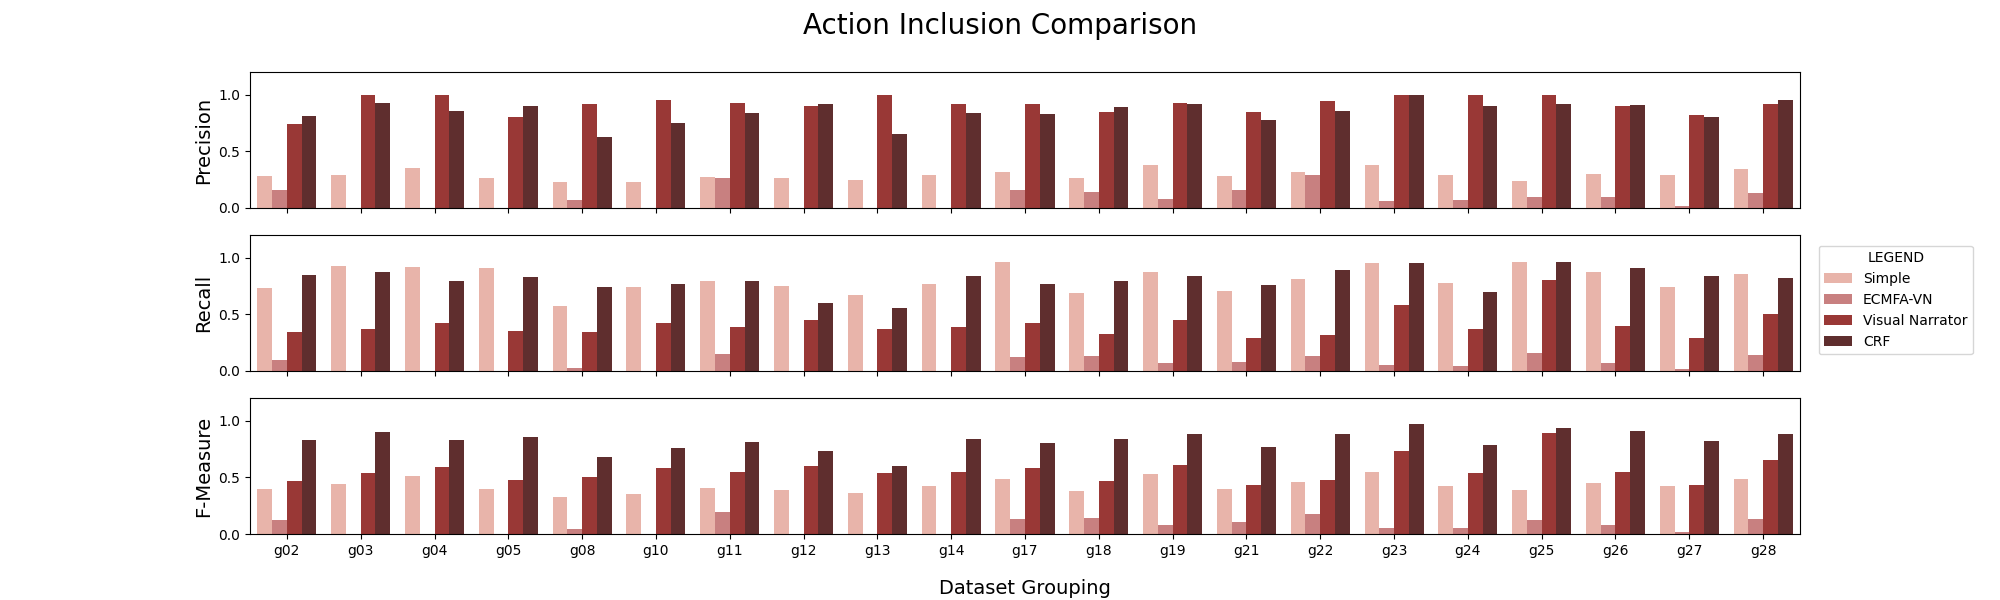 Action Inclusion Comparison
Precision
1.0
0.5
0.0
Recall
1.0
0.5
0.0
LEGEND
Simple
ECMFA-VN
Visual Narrator
CRF
F-Measure
1.0
0.5
0.0
g02 g03 g04 g05 g08 g10 g11 g12 g13 g14 g17 g18 g19 g21 g22 g23 g24 g25 g26 g27 g28
Dataset Grouping